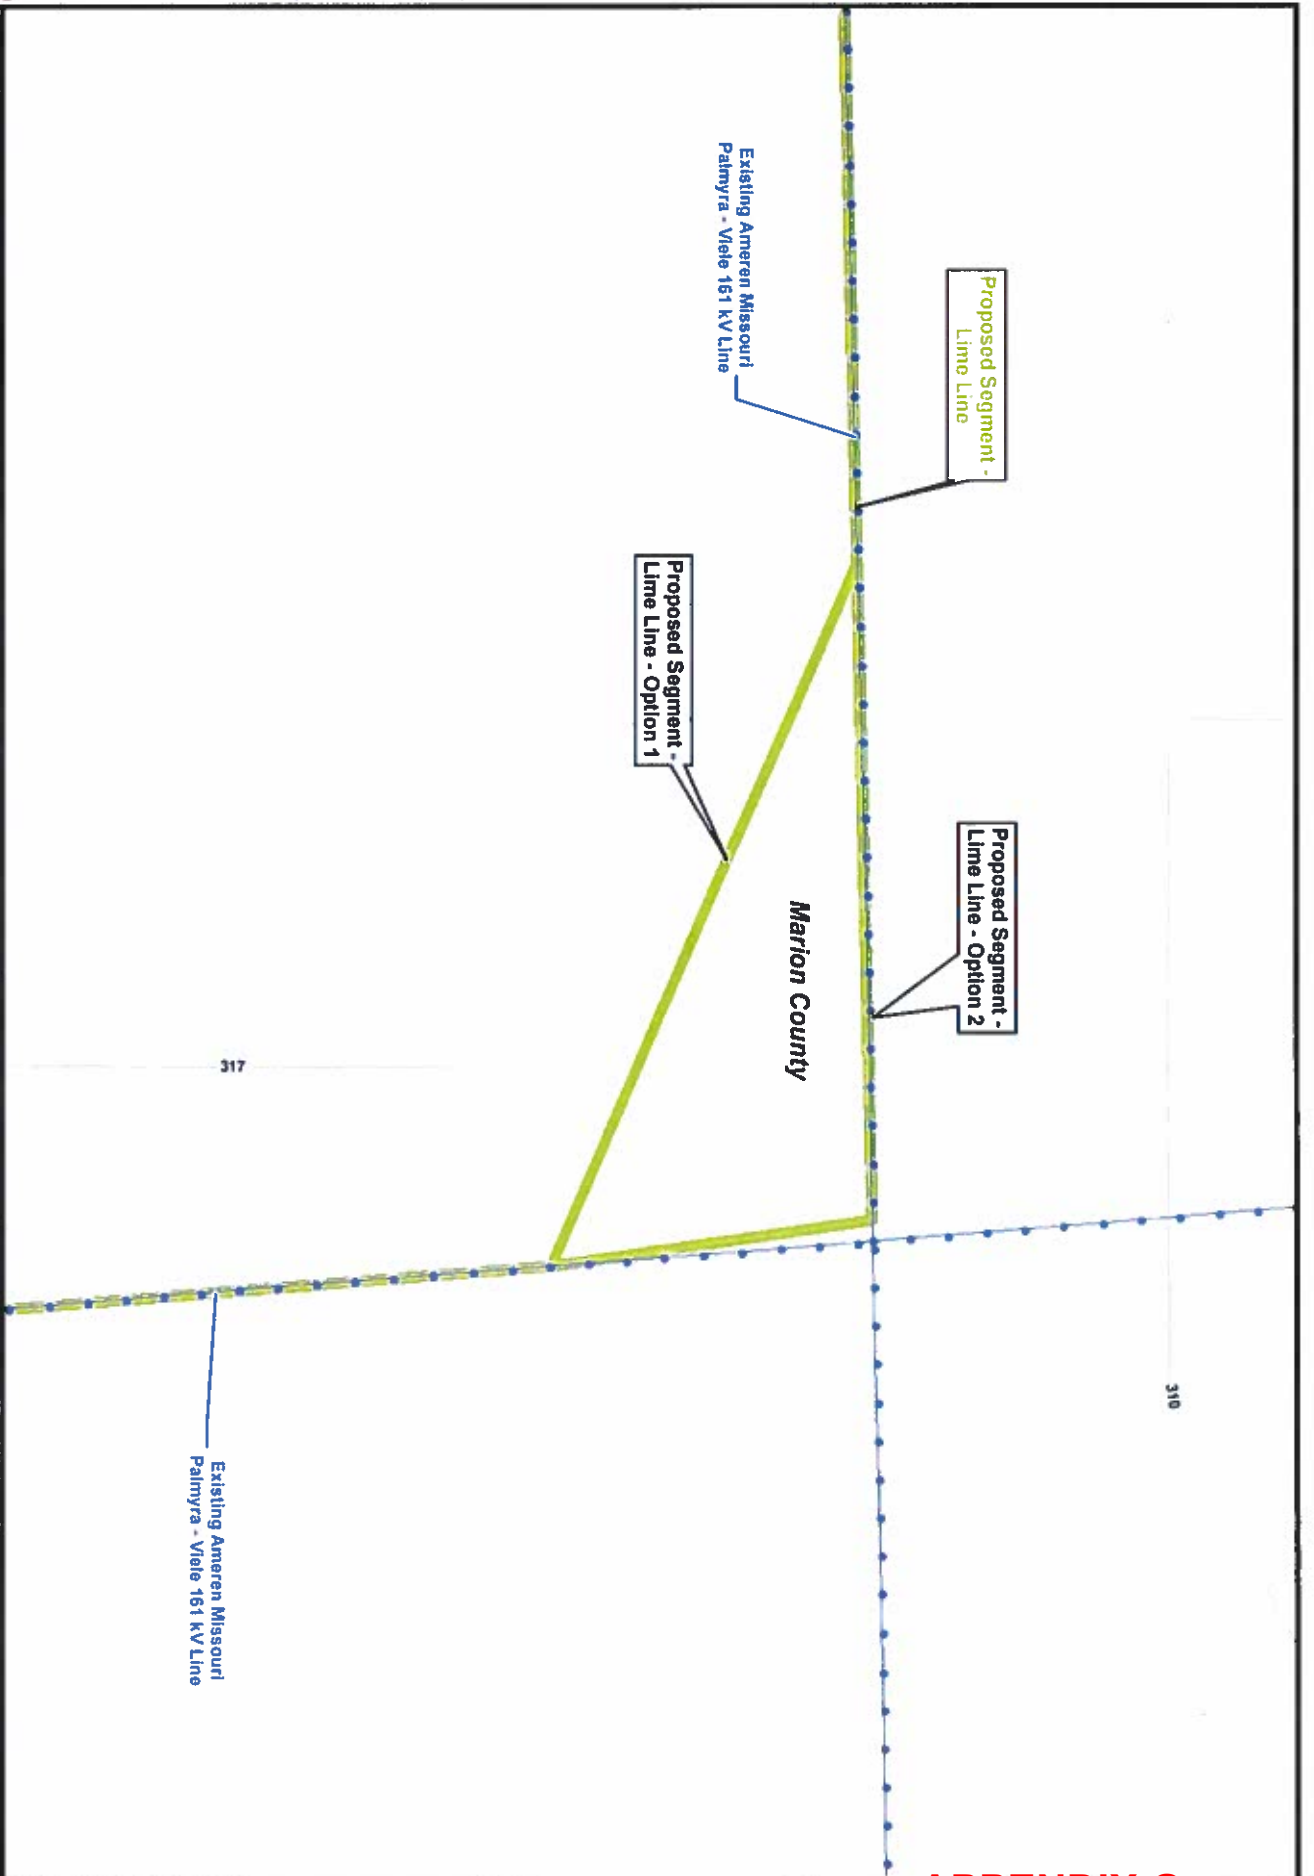 Proposed Segment -
Lime Line
Proposed Segment -
Lime Line - Option 2
310
Existing Ameren Missouri
Palmyra - Viele 161 kV Line
Marion County
Proposed Segment -
Lime Line - Option 1
317
Existing Ameren Missouri
Palmyra - Viele 161 kV Line